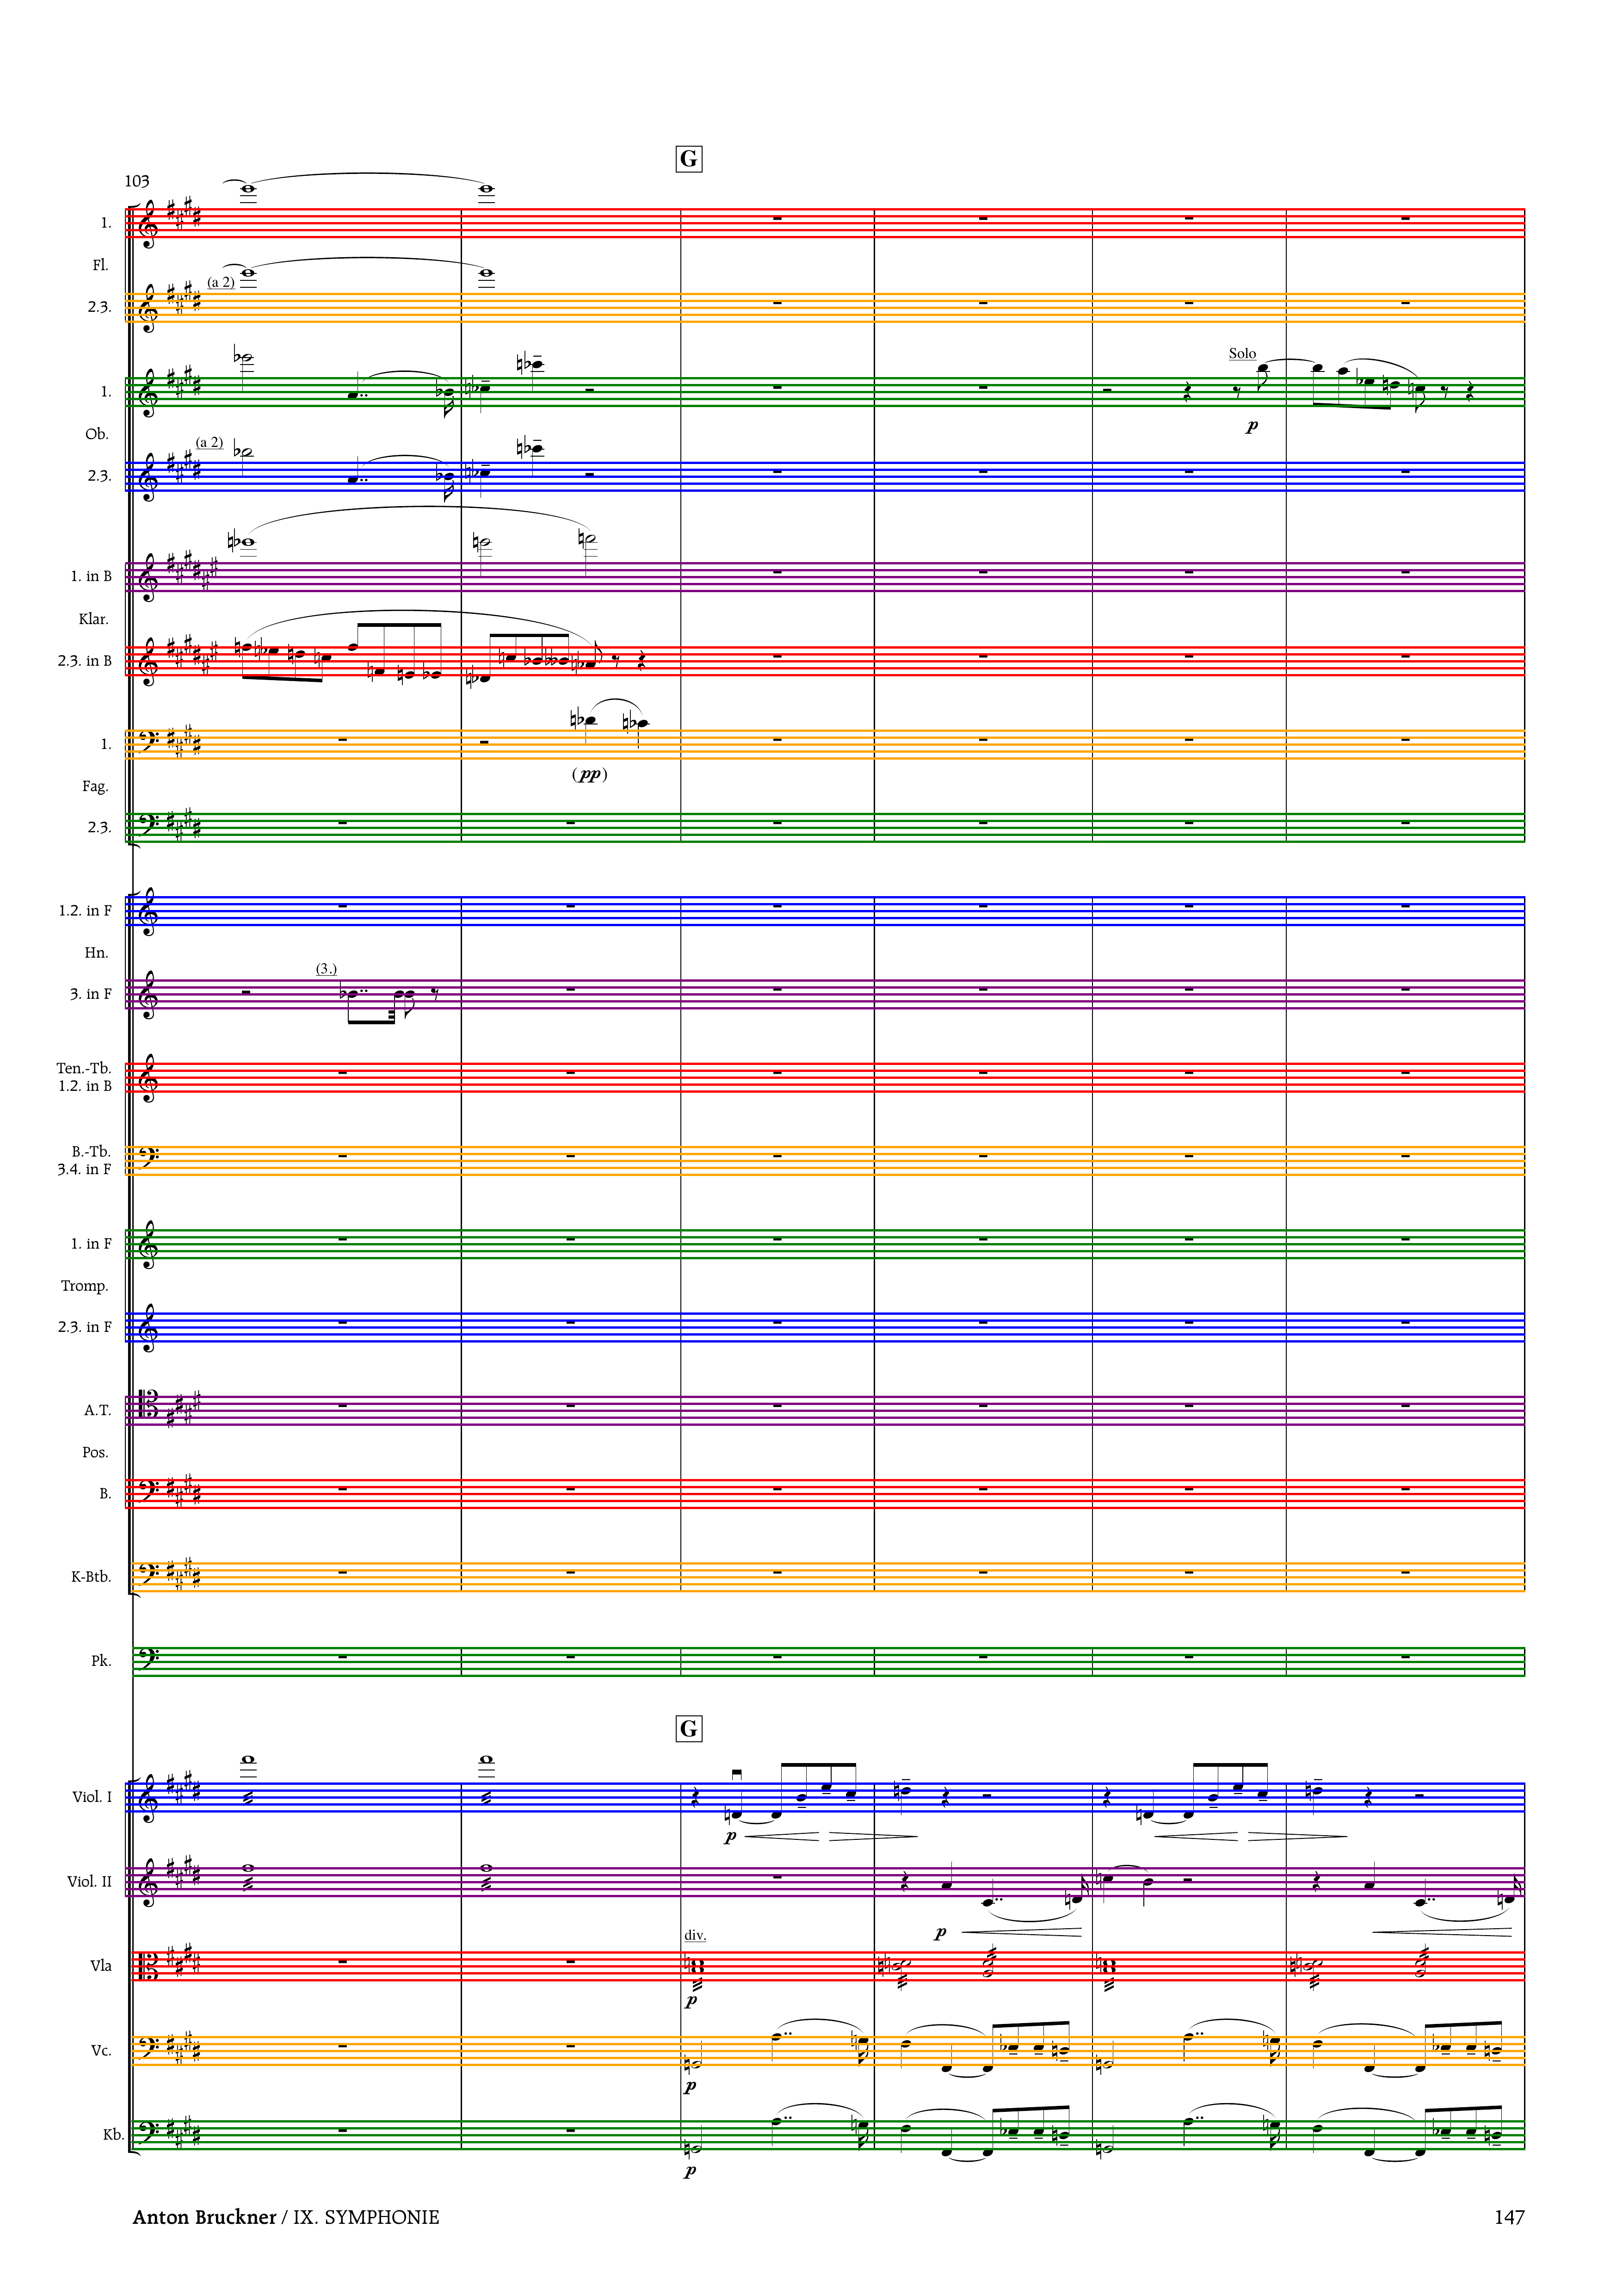 G
103
1.
Fl.
(a 2)
2.3.
Solo
1.
p
Ob.
(a 2)
2.3.
1. in B
Klar.
2.3. in B
1.
(pp)
Fag.
2.3.
1.2. in F
Hn.
(3.)
3. in F
Ten.-Tb.
1.2. in B
B.-Tb.
3.4. in F
1. in F
Tromp.
2.3. in F
A.T.
Pos.
B.
K-Btb.
Pk.
G
Viol. I
p
Viol. II
p
div.
Vla
p
Vc.
p
Kb.
p
Anton Bruckner / IX. SYMPHONIE 147